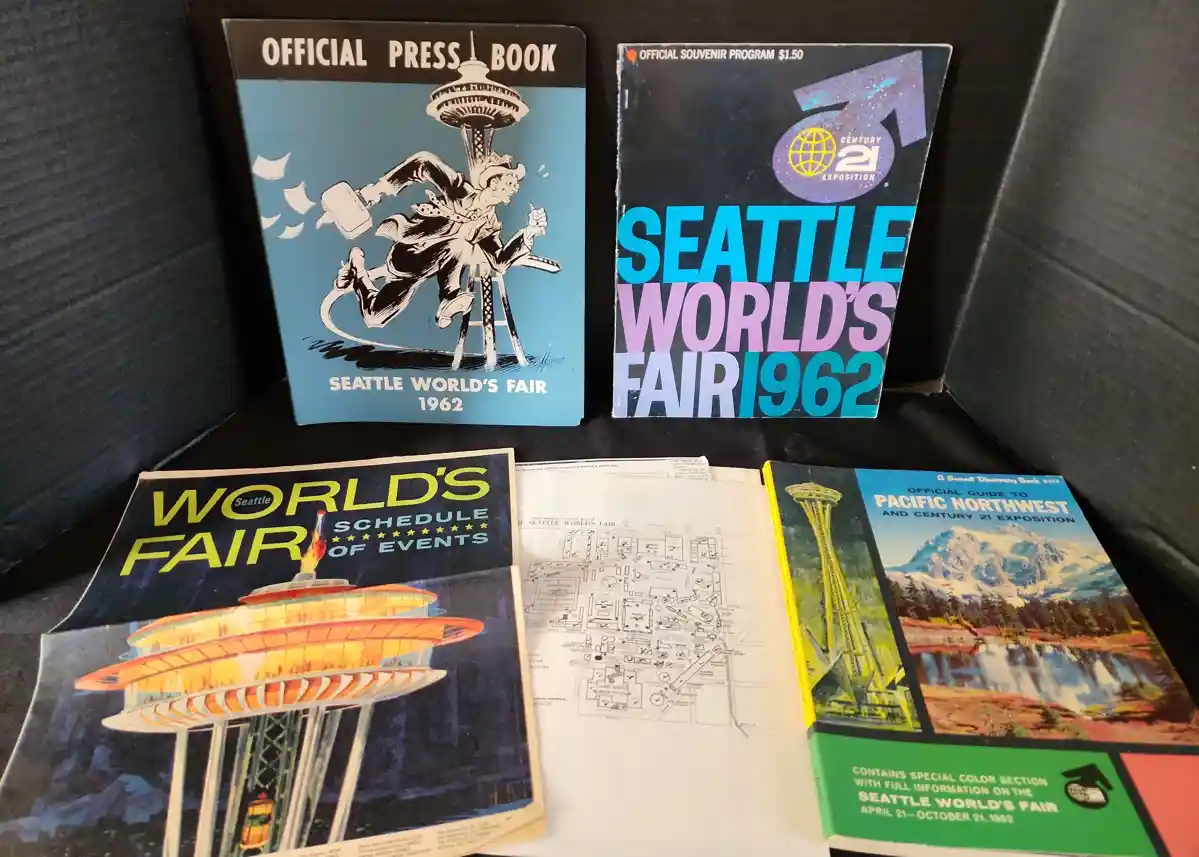 OFFICIAL PRESS BOOK
SEATTLE WORLD'S FAIR
1962
OFFICIAL SOUVENIR PROGRAM $1.50
CENTURY
21
EXPOSITION
SEATTLE
WORLD'S
FAIR 1962
WORLD'S
Seattle
FAIR
SCHEDULE
OF EVENTS
SEATTLE WORLD'S FAIR
A Sunset Discovery Book
OFFICIAL GUIDE TO
PACIFIC NORTHWEST
AND CENTURY 21 EXPOSITION
CONTAINS SPECIAL COLOR SECTION
WITH FULL INFORMATION ON THE
SEATTLE WORLD'S FAIR
APRIL 21—OCTOBER 21, 1962